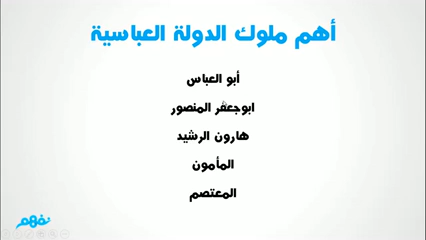 أهم ملوك الدولة العباسية
أبو العباس
ابوجعفر المنصور
هارون الرشيد
المأمون
المعتصم
نفهم